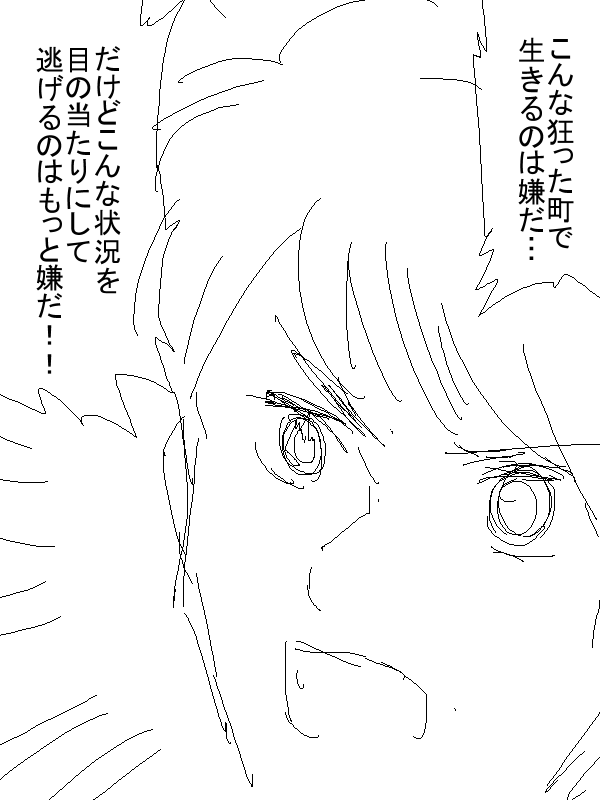 こんな狂った町で
生きるのは嫌だ…
だけどこんな状況を
目の当たりにして
逃げるのはもっと嫌だ！！